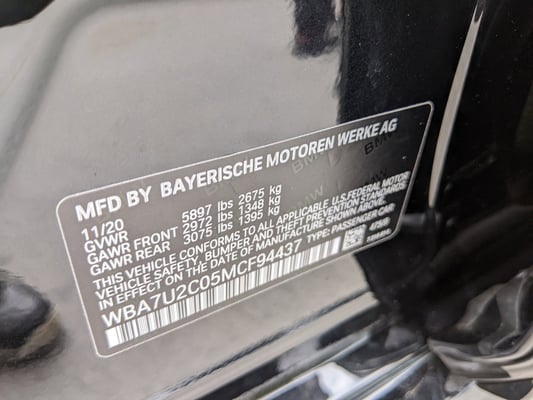 MFD BY BAYERISCHE MOTOREN WERKE AG
11/20
GVWR 5897 lbs 2675 kg
GAWR FRONT 2972 lbs 1348 kg
GAWR REAR 3075 lbs 1395 kg
THIS VEHICLE CONFORMS TO ALL APPLICABLE U.S. FEDERAL MOTOR
VEHICLE SAFETY, BUMPER AND THEFT PREVENTION STANDARDS
IN EFFECT ON THE DATE OF MANUFACTURE SHOWN ABOVE.
WBA7U2C05MCF94437 TYPE: PASSENGER CAR 475/8